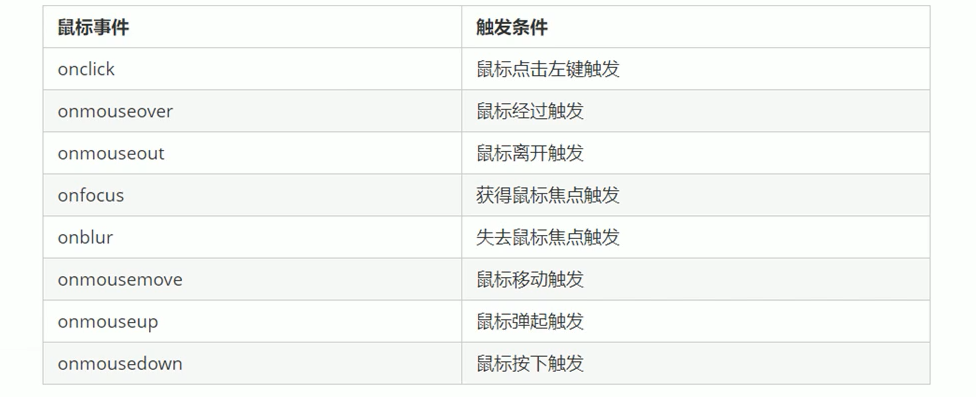 鼠标事件 触发条件
onclick 鼠标点击左键触发
onmouseover 鼠标经过触发
onmouseout 鼠标离开触发
onfocus 获得鼠标焦点触发
onblur 失去鼠标焦点触发
onmousemove 鼠标移动触发
onmouseup 鼠标弹起触发
onmousedown 鼠标按下触发